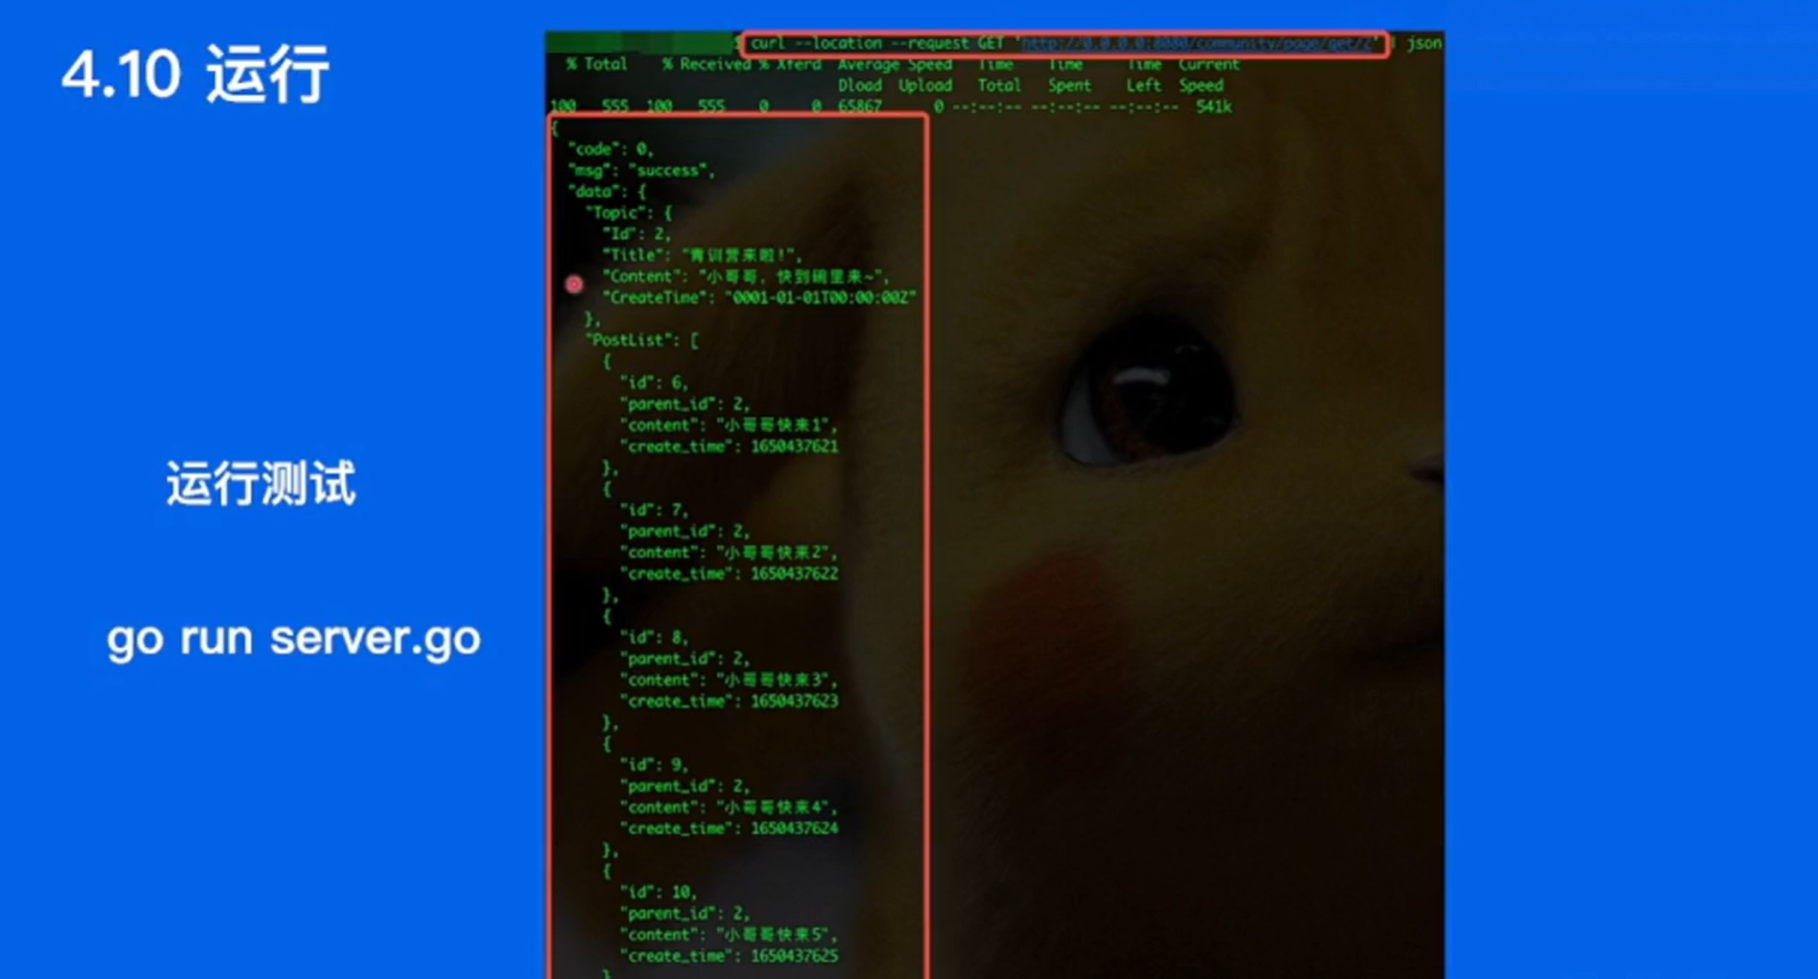 4.10 运行
运行测试
go run server.go
$ curl --location --request GET 'http://0.0.0.0:8080/community/page/get/2' | json
% Total % Received % Xferd Average Speed Time Time Time Current
Dload Upload Total Spent Left Speed
100 555 100 555 0 0 65867 0 --:--:-- --:--:-- --:--:-- 541k
{
"code": 0,
"msg": "success",
"data": {
"Topic": {
"Id": 2,
"Title": "青训营来啦!",
"Content": "小哥哥，快到碗里来~",
"CreateTime": "0001-01-01T00:00:00Z"
},
"PostList": [
{
"id": 6,
"parent_id": 2,
"content": "小哥哥快来1",
"create_time": 1650437621
},
{
"id": 7,
"parent_id": 2,
"content": "小哥哥快来2",
"create_time": 1650437622
},
{
"id": 8,
"parent_id": 2,
"content": "小哥哥快来3",
"create_time": 1650437623
},
{
"id": 9,
"parent_id": 2,
"content": "小哥哥快来4",
"create_time": 1650437624
},
{
"id": 10,
"parent_id": 2,
"content": "小哥哥快来5",
"create_time": 1650437625
}